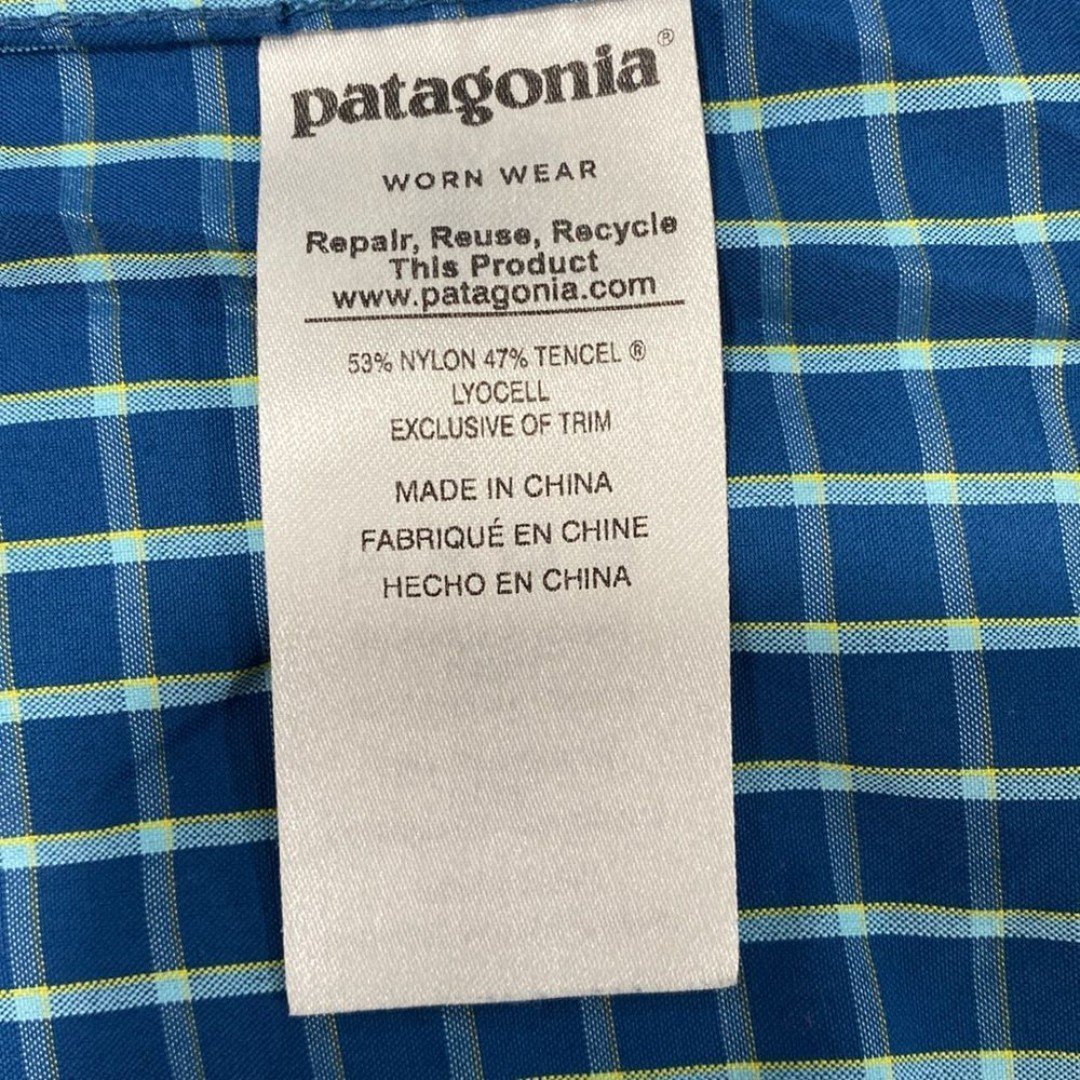 patagonia®
WORN WEAR
Repair, Reuse, Recycle
This Product
www.patagonia.com
53% NYLON 47% TENCEL ®
LYOCELL
EXCLUSIVE OF TRIM
MADE IN CHINA
FABRIQUÉ EN CHINE
HECHO EN CHINA